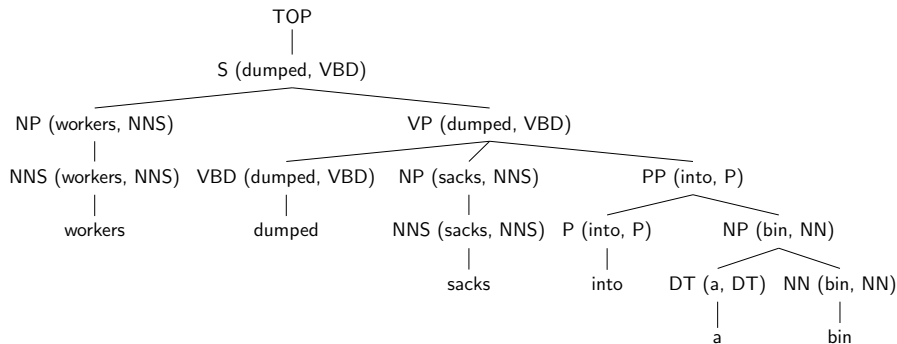 TOP
S (dumped, VBD)
NP (workers, NNS) VP (dumped, VBD)
NNS (workers, NNS) VBD (dumped, VBD) NP (sacks, NNS) PP (into, P)
workers dumped NNS (sacks, NNS) P (into, P) NP (bin, NN)
sacks into DT (a, DT) NN (bin, NN)
a bin